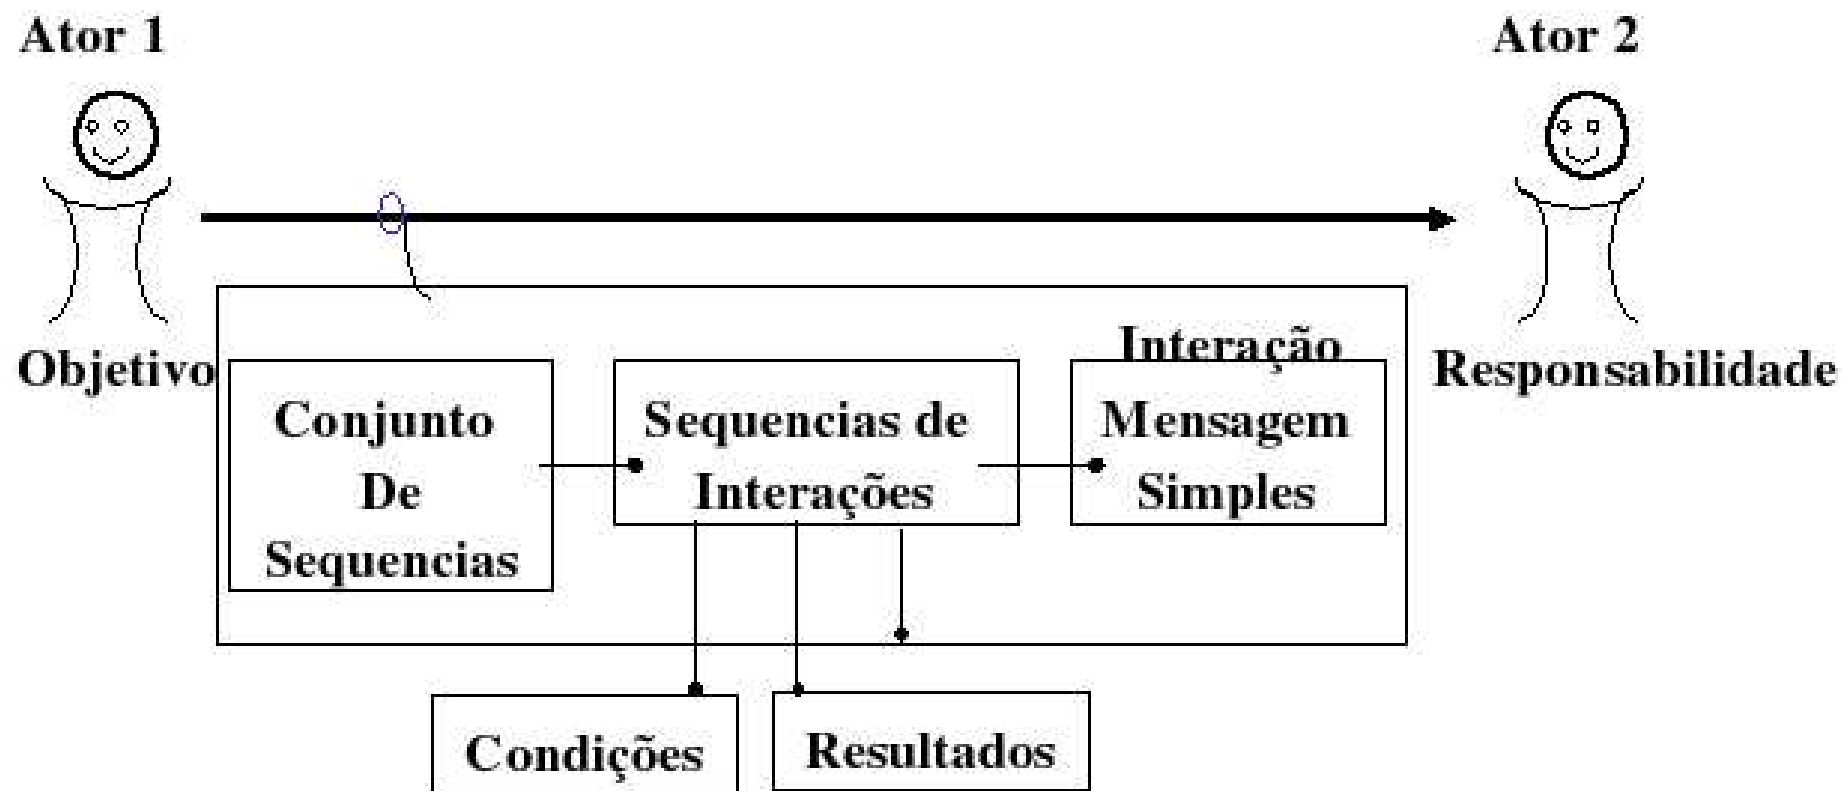 Ator 1
Ator 2
Objetivo
Responsabilidade
Conjunto
De
Sequencias
Sequencias de
Interações
Interação
Mensagem
Simples
Condições
Resultados